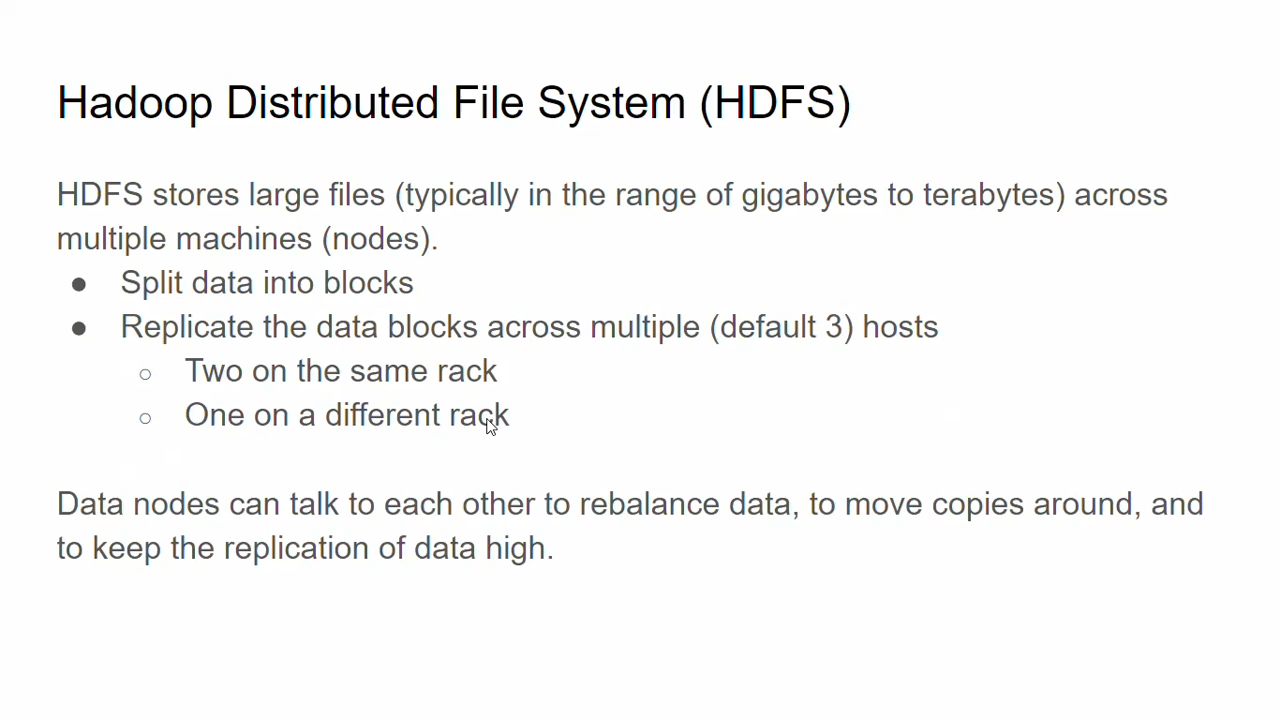 Hadoop Distributed File System (HDFS)
HDFS stores large files (typically in the range of gigabytes to terabytes) across
multiple machines (nodes).
● Split data into blocks
● Replicate the data blocks across multiple (default 3) hosts
○ Two on the same rack
○ One on a different rack
Data nodes can talk to each other to rebalance data, to move copies around, and
to keep the replication of data high.